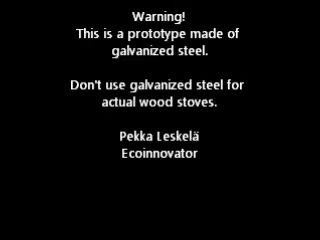 Warning!
This is a prototype made of
galvanized steel.
Don't use galvanized steel for
actual wood stoves.
Pekka Leskelä
Ecoinnovator